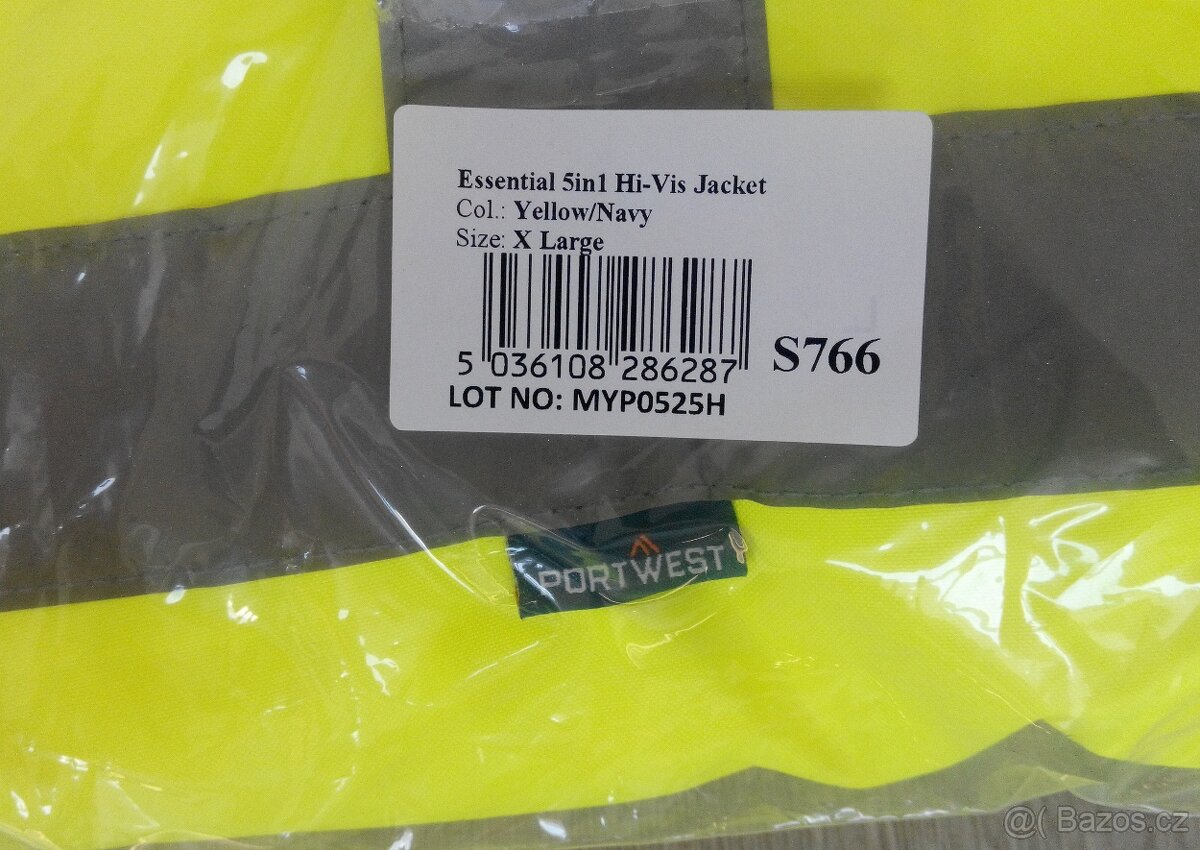 Essential 5in1 Hi-Vis Jacket
Col.: Yellow/Navy
Size: X Large
5 036108 286287
S766
LOT NO: MYP0525H
PORTWEST
@( Bazos.cz